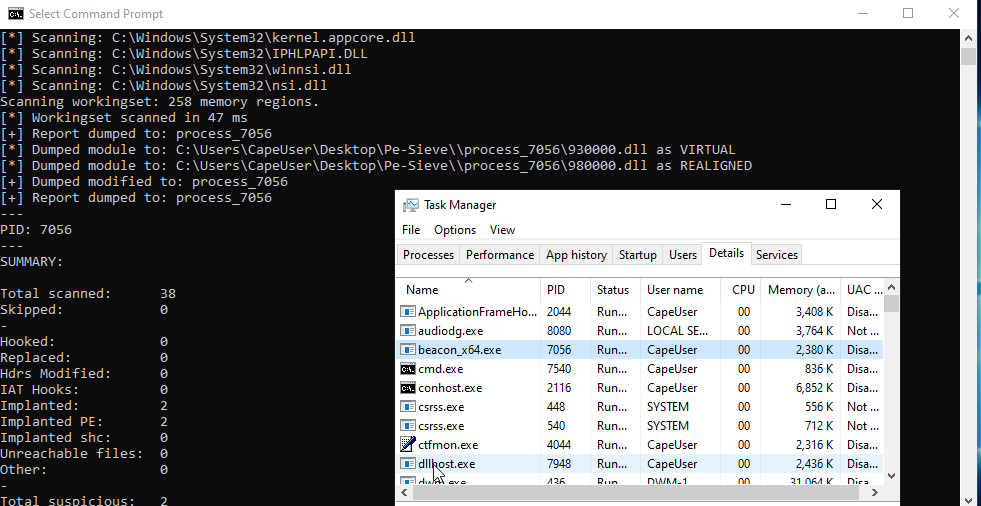 Select Command Prompt
[*] Scanning: C:\Windows\System32\kernel.appcore.dll
[*] Scanning: C:\Windows\System32\IPHLPAPI.DLL
[*] Scanning: C:\Windows\System32\winnsi.dll
[*] Scanning: C:\Windows\System32\nsi.dll
Scanning workingset: 258 memory regions.
[*] Workingset scanned in 47 ms
[+] Report dumped to: process_7056
[*] Dumped module to: C:\Users\CapeUser\Desktop\Pe-Sieve\\process_7056\930000.dll as VIRTUAL
[*] Dumped module to: C:\Users\CapeUser\Desktop\Pe-Sieve\\process_7056\980000.dll as REALIGNED
[+] Dumped modified to: process_7056
[+] Report dumped to: process_7056
---
PID: 7056
---
SUMMARY:
Total scanned: 38
Skipped: 0
-
Hooked: 0
Replaced: 0
Hdrs Modified: 0
IAT Hooks: 0
Implanted: 2
Implanted PE: 2
Implanted shc: 0
Unreachable files: 0
Other: 0
-
Total suspicious: 2
Task Manager
File Options View
Processes Performance App history Startup Users Details Services
Name PID Status User name CPU Memory (a... UAC ...
ApplicationFrameHo... 2044 Run... CapeUser 00 3,408 K Disa...
audiodg.exe 8080 Run... LOCAL SE... 00 3,764 K Not ...
beacon_x64.exe 7056 Run... CapeUser 00 2,380 K Disa...
cmd.exe 7540 Run... CapeUser 00 836 K Disa...
conhost.exe 2116 Run... CapeUser 00 6,852 K Disa...
csrss.exe 448 Run... SYSTEM 00 556 K Not ...
csrss.exe 540 Run... SYSTEM 00 712 K Not ...
ctfmon.exe 4044 Run... CapeUser 00 2,316 K Disa...
dllhost.exe 7948 Run... CapeUser 00 2,436 K Disa...
dwm.exe 436 Run... DWM-1 00 31,064 K Disa...